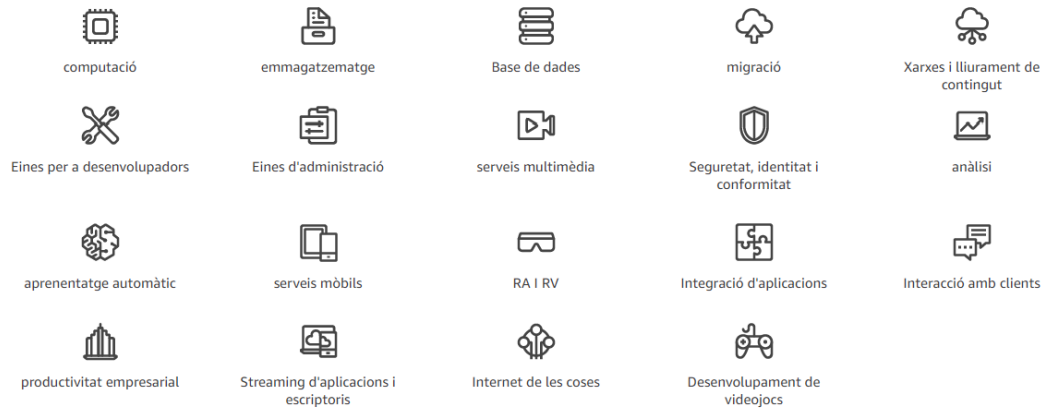 computació
emmagatzematge
Base de dades
migració
Xarxes i lliurament de
contingut
Eines per a desenvolupadors
Eines d'administració
serveis multimèdia
Seguretat, identitat i
conformitat
anàlisi
aprenentatge automàtic
serveis mòbils
RA I RV
Integració d'aplicacions
Interacció amb clients
productivitat empresarial
Streaming d'aplicacions i
escriptoris
Internet de les coses
Desenvolupament de
videojocs